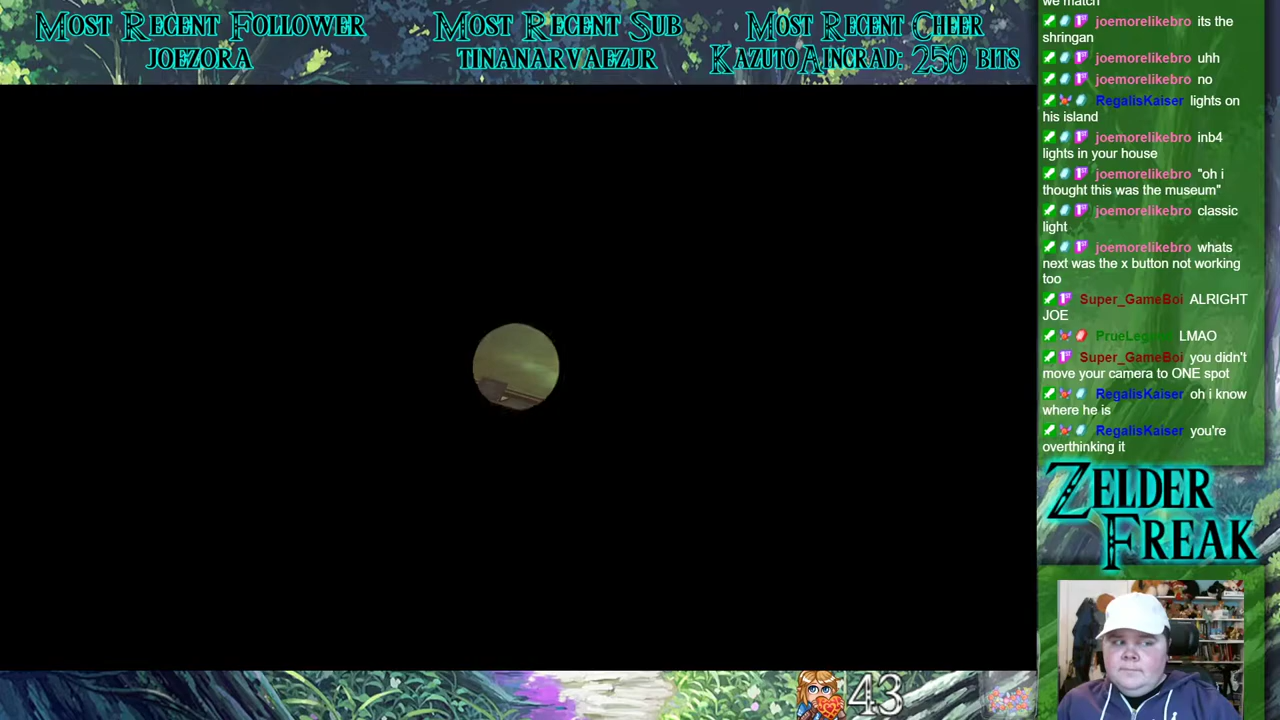 Most Recent Follower
joezora
Most Recent Sub
tinanarvaezjr
Most Recent Cheer
KazutoAincrad: 250 bits
we match
joemorelikebro its the
shringan
joemorelikebro uhh
joemorelikebro no
RegalisKaiser lights on
his island
joemorelikebro inb4
lights in your house
joemorelikebro "oh i
thought this was the museum"
joemorelikebro classic
light
joemorelikebro whats
next was the x button not working
too
Super_GameBoi ALRIGHT
JOE
LMAO
Super_GameBoi you didn't
move your camera to ONE spot
RegalisKaiser oh i know
where he is
RegalisKaiser you're
overthinking it
Zelder
Freak
43